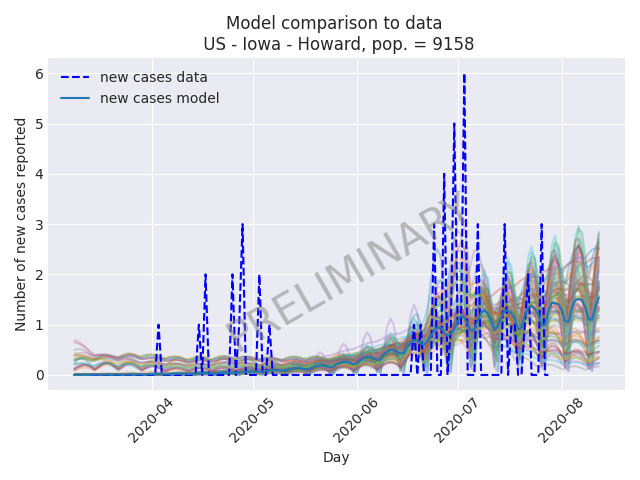 Model comparison to data
US - Iowa - Howard, pop. = 9158
new cases data
new cases model
PRELIMINARY
Number of new cases reported
6
5
4
3
2
1
0
2020-04
2020-05
2020-06
2020-07
2020-08
Day